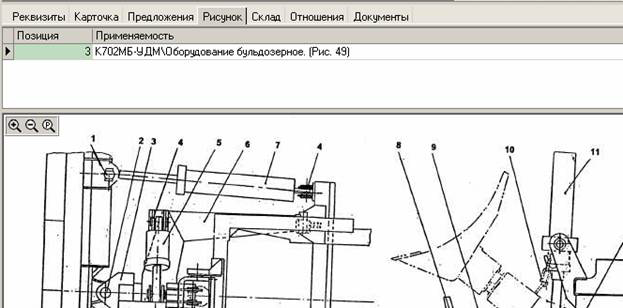 Реквизиты Карточка Предложения Рисунок Склад Отношения Документы
Позиция Применяемость
3 К702МБ-УДМ\Оборудование бульдозерное. (Рис. 49)
1 2 3 4 5 6 7 4 8 9 10 11